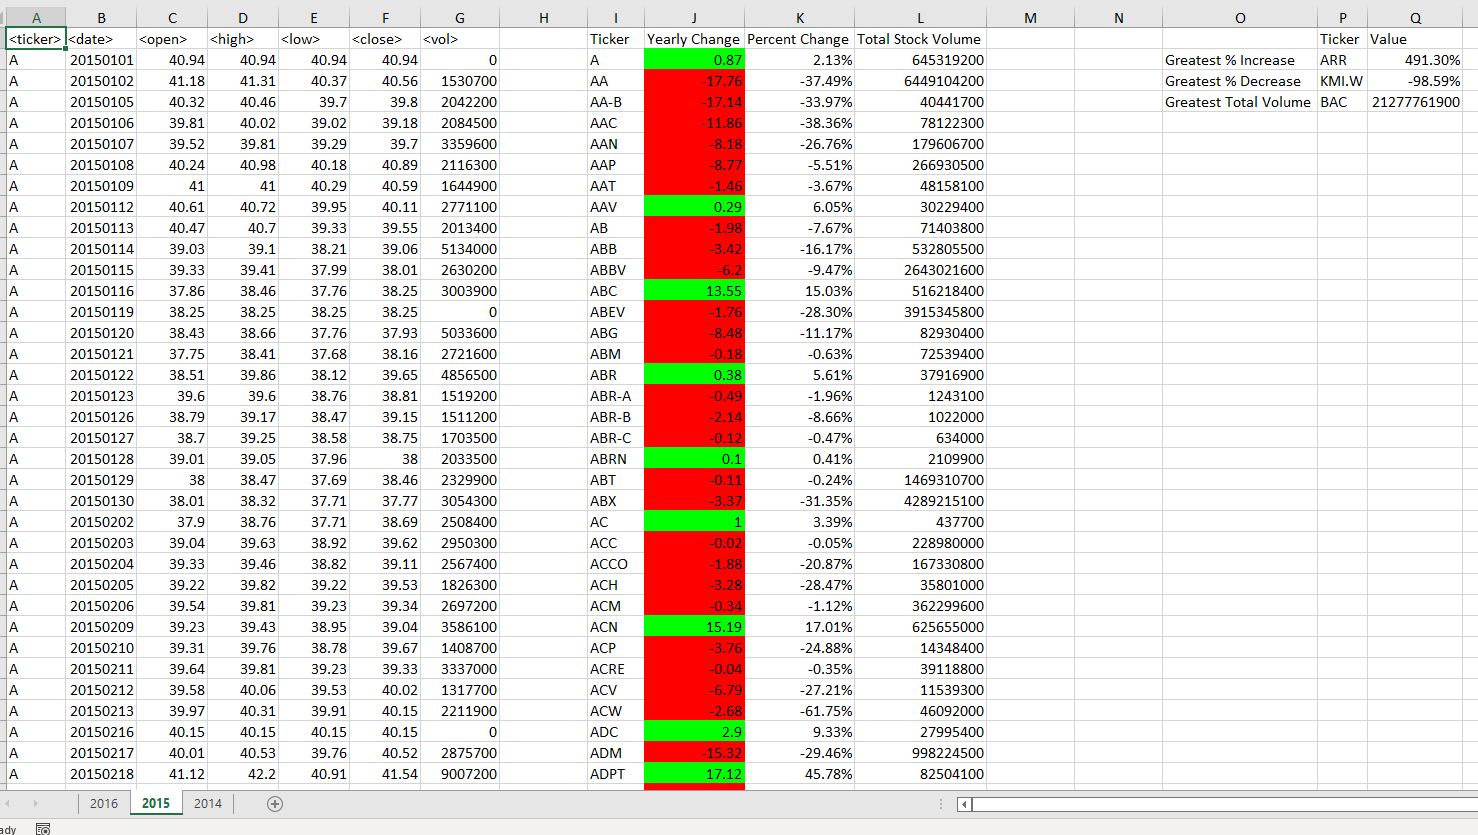 A B C D E F G H I J K L M N O P Q
<ticker> <date> <open> <high> <low> <close> <vol> Ticker Yearly Change Percent Change Total Stock Volume Ticker Value
A 20150101 40.94 40.94 40.94 40.94 0 A 0.87 2.13% 645319200 Greatest % Increase ARR 491.30%
A 20150102 41.18 41.31 40.37 40.56 1530700 AA -17.76 -37.49% 6449104200 Greatest % Decrease KMI.W -98.59%
A 20150105 40.32 40.46 39.7 39.8 2042200 AA-B -17.14 -33.97% 40441700 Greatest Total Volume BAC 21277761900
A 20150106 39.81 40.02 39.02 39.18 2084500 AAC -11.86 -38.36% 78122300
A 20150107 39.52 39.81 39.29 39.7 3359600 AAN -8.18 -26.76% 179606700
A 20150108 40.24 40.98 40.18 40.89 2116300 AAP -8.77 -5.51% 266930500
A 20150109 41 41 40.29 40.59 1644900 AAT -1.46 -3.67% 48158100
A 20150112 40.61 40.72 39.95 40.11 2771100 AAV 0.29 6.05% 30229400
A 20150113 40.47 40.7 39.33 39.55 2013400 AB -1.98 -7.67% 71403800
A 20150114 39.03 39.1 38.21 39.06 5134000 ABB -3.42 -16.17% 532805500
A 20150115 39.33 39.41 37.99 38.01 2630200 ABBV -6.2 -9.47% 2643021600
A 20150116 37.86 38.46 37.76 38.25 3003900 ABC 13.55 15.03% 516218400
A 20150119 38.25 38.25 38.25 38.25 0 ABEV -1.76 -28.30% 3915345800
A 20150120 38.43 38.66 37.76 37.93 5033600 ABG -8.48 -11.17% 82930400
A 20150121 37.75 38.41 37.68 38.16 2721600 ABM -0.18 -0.63% 72539400
A 20150122 38.51 39.86 38.12 39.65 4856500 ABR 0.38 5.61% 37916900
A 20150123 39.6 39.6 38.76 38.81 1519200 ABR-A -0.49 -1.96% 1243100
A 20150126 38.79 39.17 38.47 39.15 1511200 ABR-B -2.14 -8.66% 1022000
A 20150127 38.7 39.25 38.58 38.75 1703500 ABR-C -0.12 -0.47% 634000
A 20150128 39.01 39.05 37.96 38 2033500 ABRN 0.1 0.41% 2109900
A 20150129 38 38.47 37.69 38.46 2329900 ABT -0.11 -0.24% 1469310700
A 20150130 38.01 38.32 37.71 37.77 3054300 ABX -3.37 -31.35% 4289215100
A 20150202 37.9 38.76 37.71 38.69 2508400 AC 1 3.39% 437700
A 20150203 39.04 39.63 38.92 39.62 2950300 ACC -0.02 -0.05% 228980000
A 20150204 39.33 39.46 38.82 39.11 2567400 ACCO -1.88 -20.87% 167330800
A 20150205 39.22 39.82 39.22 39.53 1826300 ACH -3.28 -28.47% 35801000
A 20150206 39.54 39.81 39.23 39.34 2697200 ACM -0.34 -1.12% 362299600
A 20150209 39.23 39.43 38.95 39.04 3586100 ACN 15.19 17.01% 625655000
A 20150210 39.31 39.76 38.78 39.67 1408700 ACP -3.76 -24.88% 14348400
A 20150211 39.64 39.81 39.23 39.33 3337000 ACRE -0.04 -0.35% 39118800
A 20150212 39.58 40.06 39.53 40.02 1317700 ACV -6.79 -27.21% 11539300
A 20150213 39.97 40.31 39.91 40.15 2211900 ACW -2.68 -61.75% 46092000
A 20150216 40.15 40.15 40.15 40.15 0 ADC 2.9 9.33% 27995400
A 20150217 40.01 40.53 39.76 40.52 2875700 ADM -15.32 -29.46% 998224500
A 20150218 41.12 42.2 40.91 41.54 9007200 ADPT 17.12 45.78% 82504100
2016 2015 2014
ady